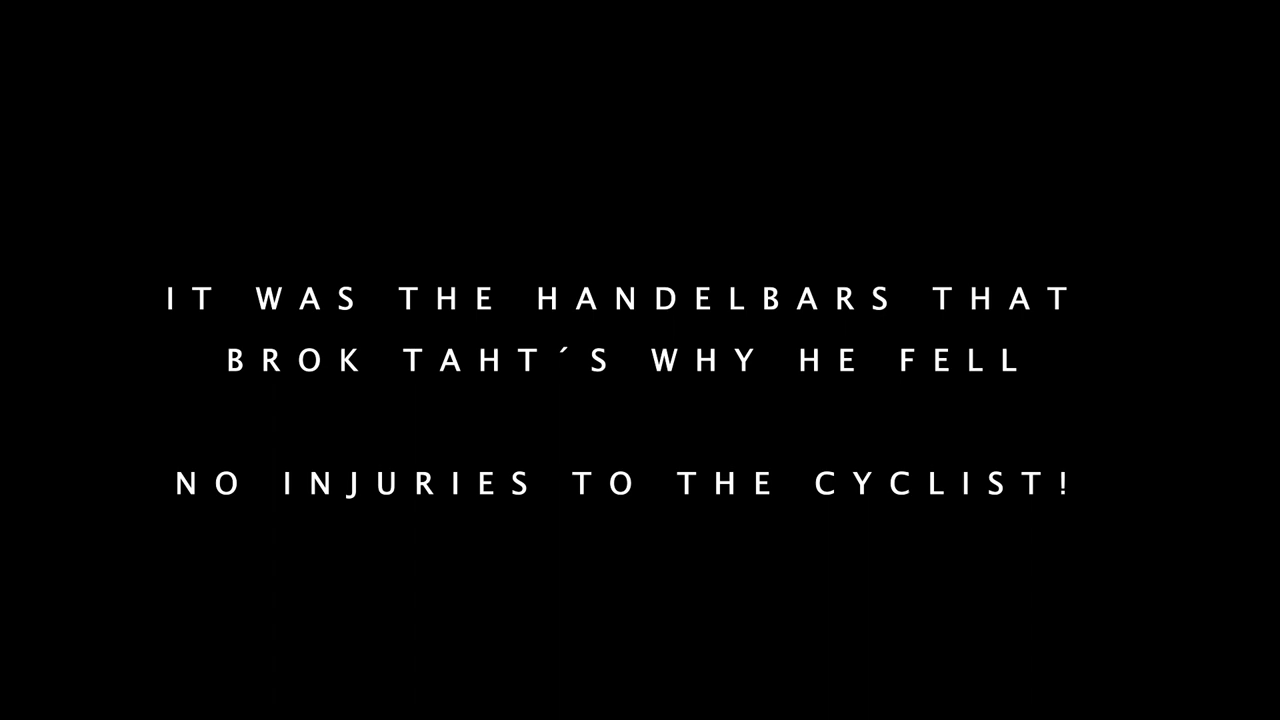 IT WAS THE HANDELBARS THAT
BROK TAHT´S WHY HE FELL
NO INJURIES TO THE CYCLIST!